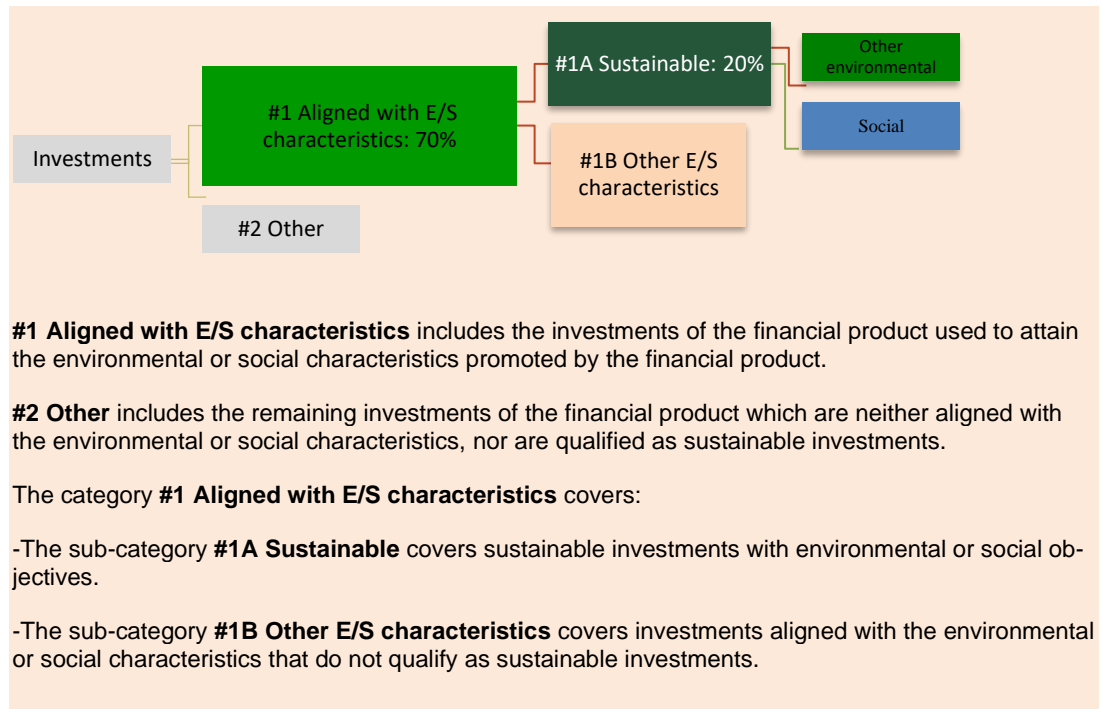 #1A Sustainable: 20%
Other
environmental
#1 Aligned with E/S
characteristics: 70%
Social
Investments
#1B Other E/S
characteristics
#2 Other
#1 Aligned with E/S characteristics includes the investments of the financial product used to attain
the environmental or social characteristics promoted by the financial product.
#2 Other includes the remaining investments of the financial product which are neither aligned with
the environmental or social characteristics, nor are qualified as sustainable investments.
The category #1 Aligned with E/S characteristics covers:
-The sub-category #1A Sustainable covers sustainable investments with environmental or social ob-
jectives.
-The sub-category #1B Other E/S characteristics covers investments aligned with the environmental
or social characteristics that do not qualify as sustainable investments.